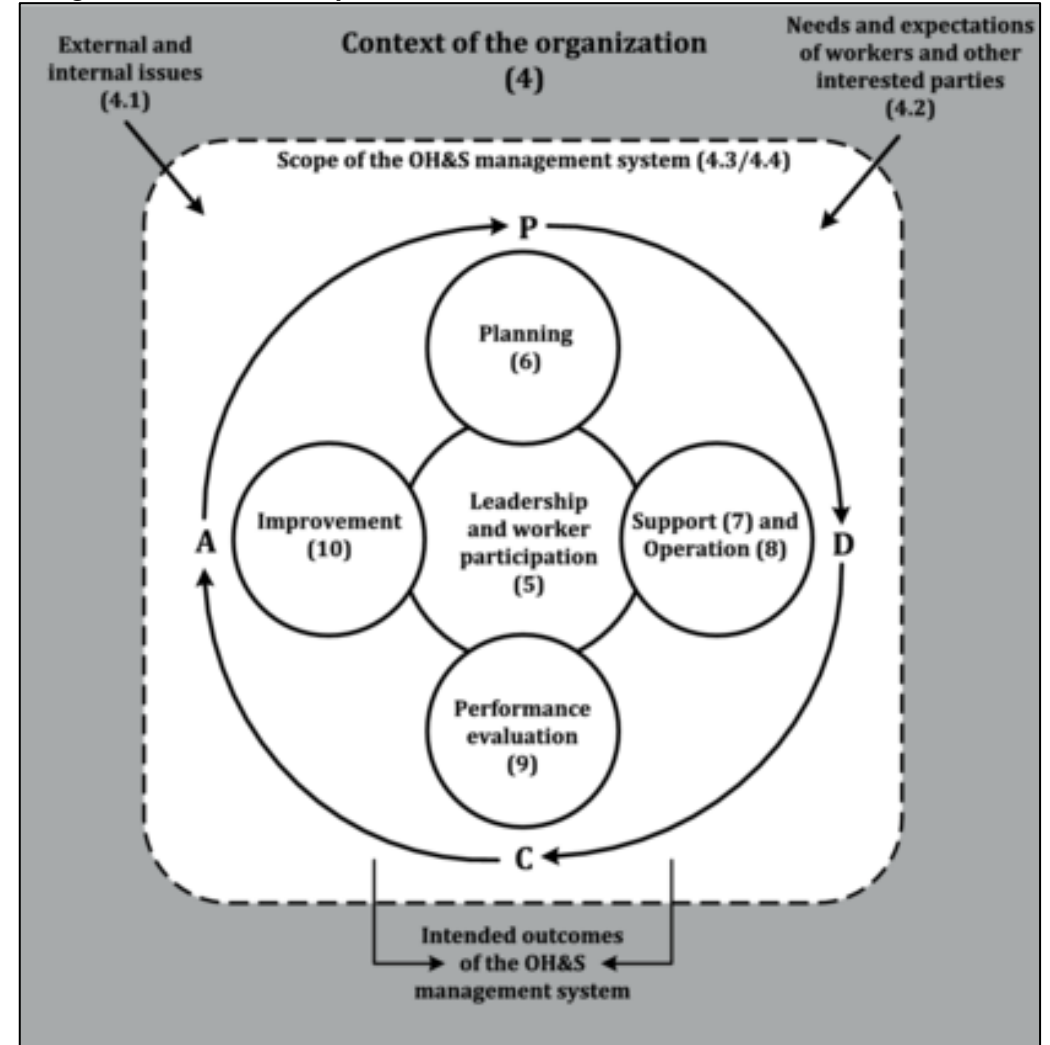 External and
internal issues
(4.1)
Context of the organization
(4)
Needs and expectations
of workers and other
interested parties
(4.2)
Scope of the OH&S management system (4.3/4.4)
P
Planning
(6)
A
Improvement
(10)
Leadership
and worker
participation
(5)
Support (7) and
Operation (8)
D
Performance
evaluation
(9)
C
Intended outcomes
of the OH&S
management system